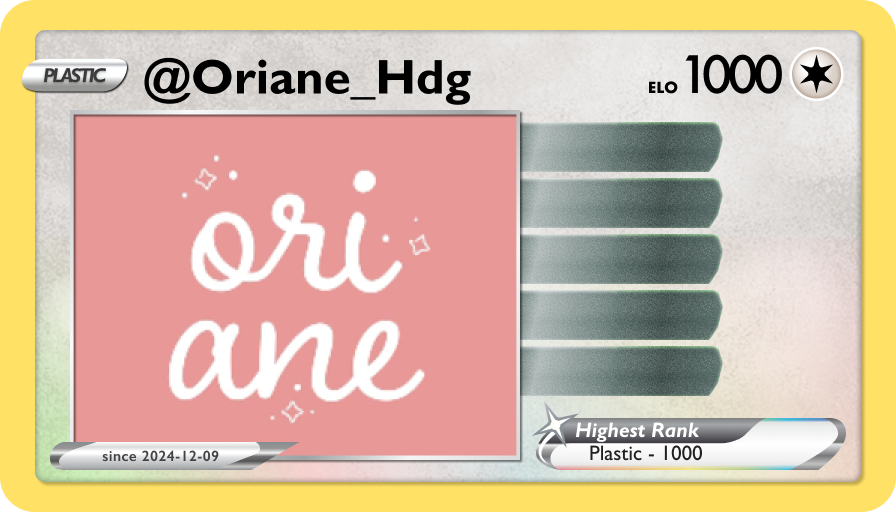 PLASTIC
@Oriane_Hdg
ELO 1000
ori
ane
Highest Rank
Plastic - 1000
since 2024-12-09